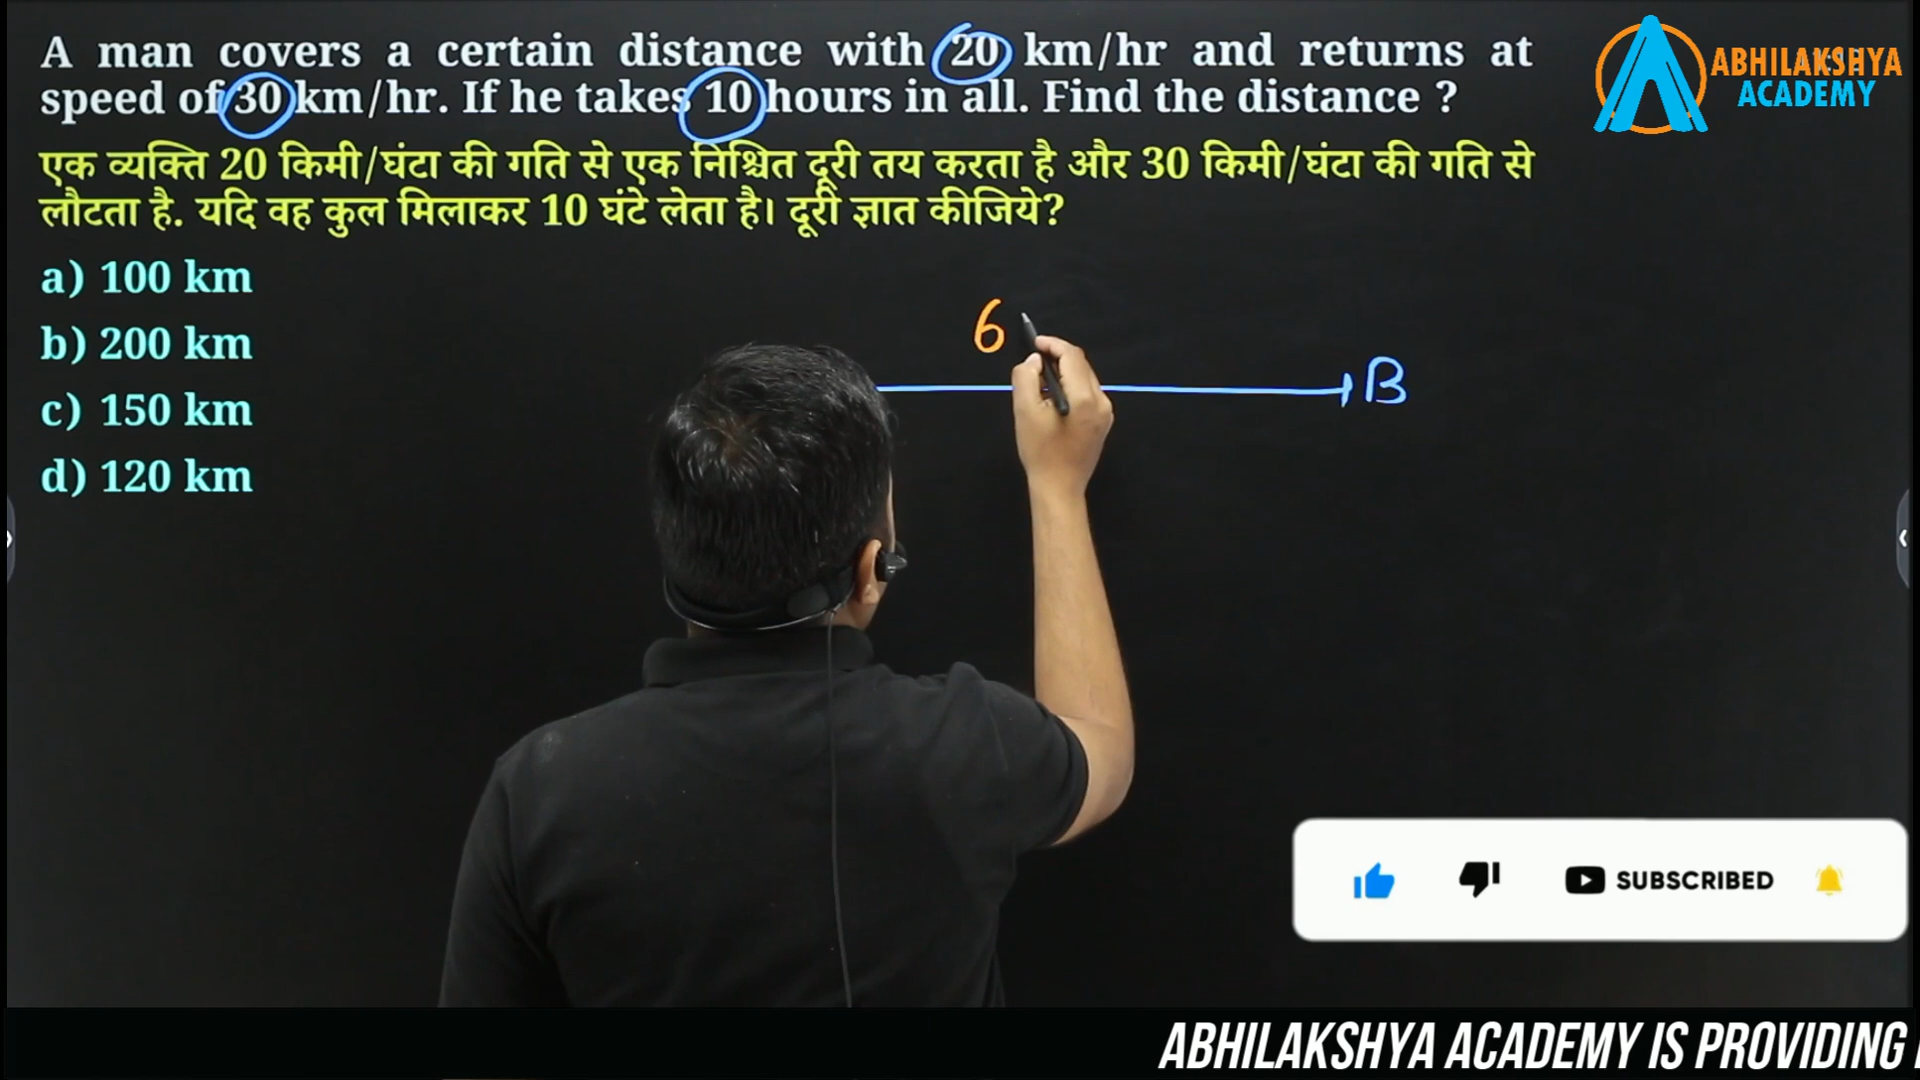 A man covers a certain distance with 20 km/hr and returns at
speed of 30 km/hr. If he takes 10 hours in all. Find the distance ?
एक व्यक्ति 20 किमी/घंटा की गति से एक निश्चित दूरी तय करता है और 30 किमी/घंटा की गति से
लौटता है. यदि वह कुल मिलाकर 10 घंटे लेता है। दूरी ज्ञात कीजिये?
a) 100 km
b) 200 km
c) 150 km
d) 120 km
6
B
ABHILAKSHYA
ACADEMY
SUBSCRIBED
ABHILAKSHYA ACADEMY IS PROVIDING